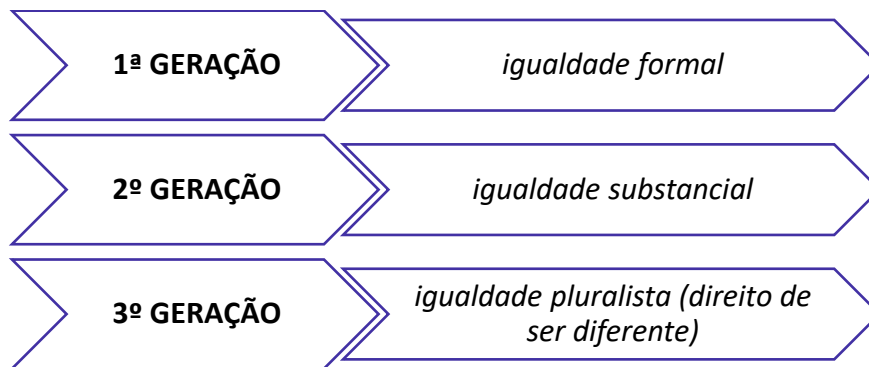 1ª GERAÇÃO
igualdade formal
2º GERAÇÃO
igualdade substancial
3º GERAÇÃO
igualdade pluralista (direito de
ser diferente)